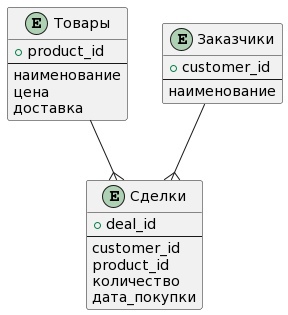 E Товары
+ product_id
наименование
цена
доставка
E Заказчики
+ customer_id
наименование
E Сделки
+ deal_id
customer_id
product_id
количество
дата_покупки